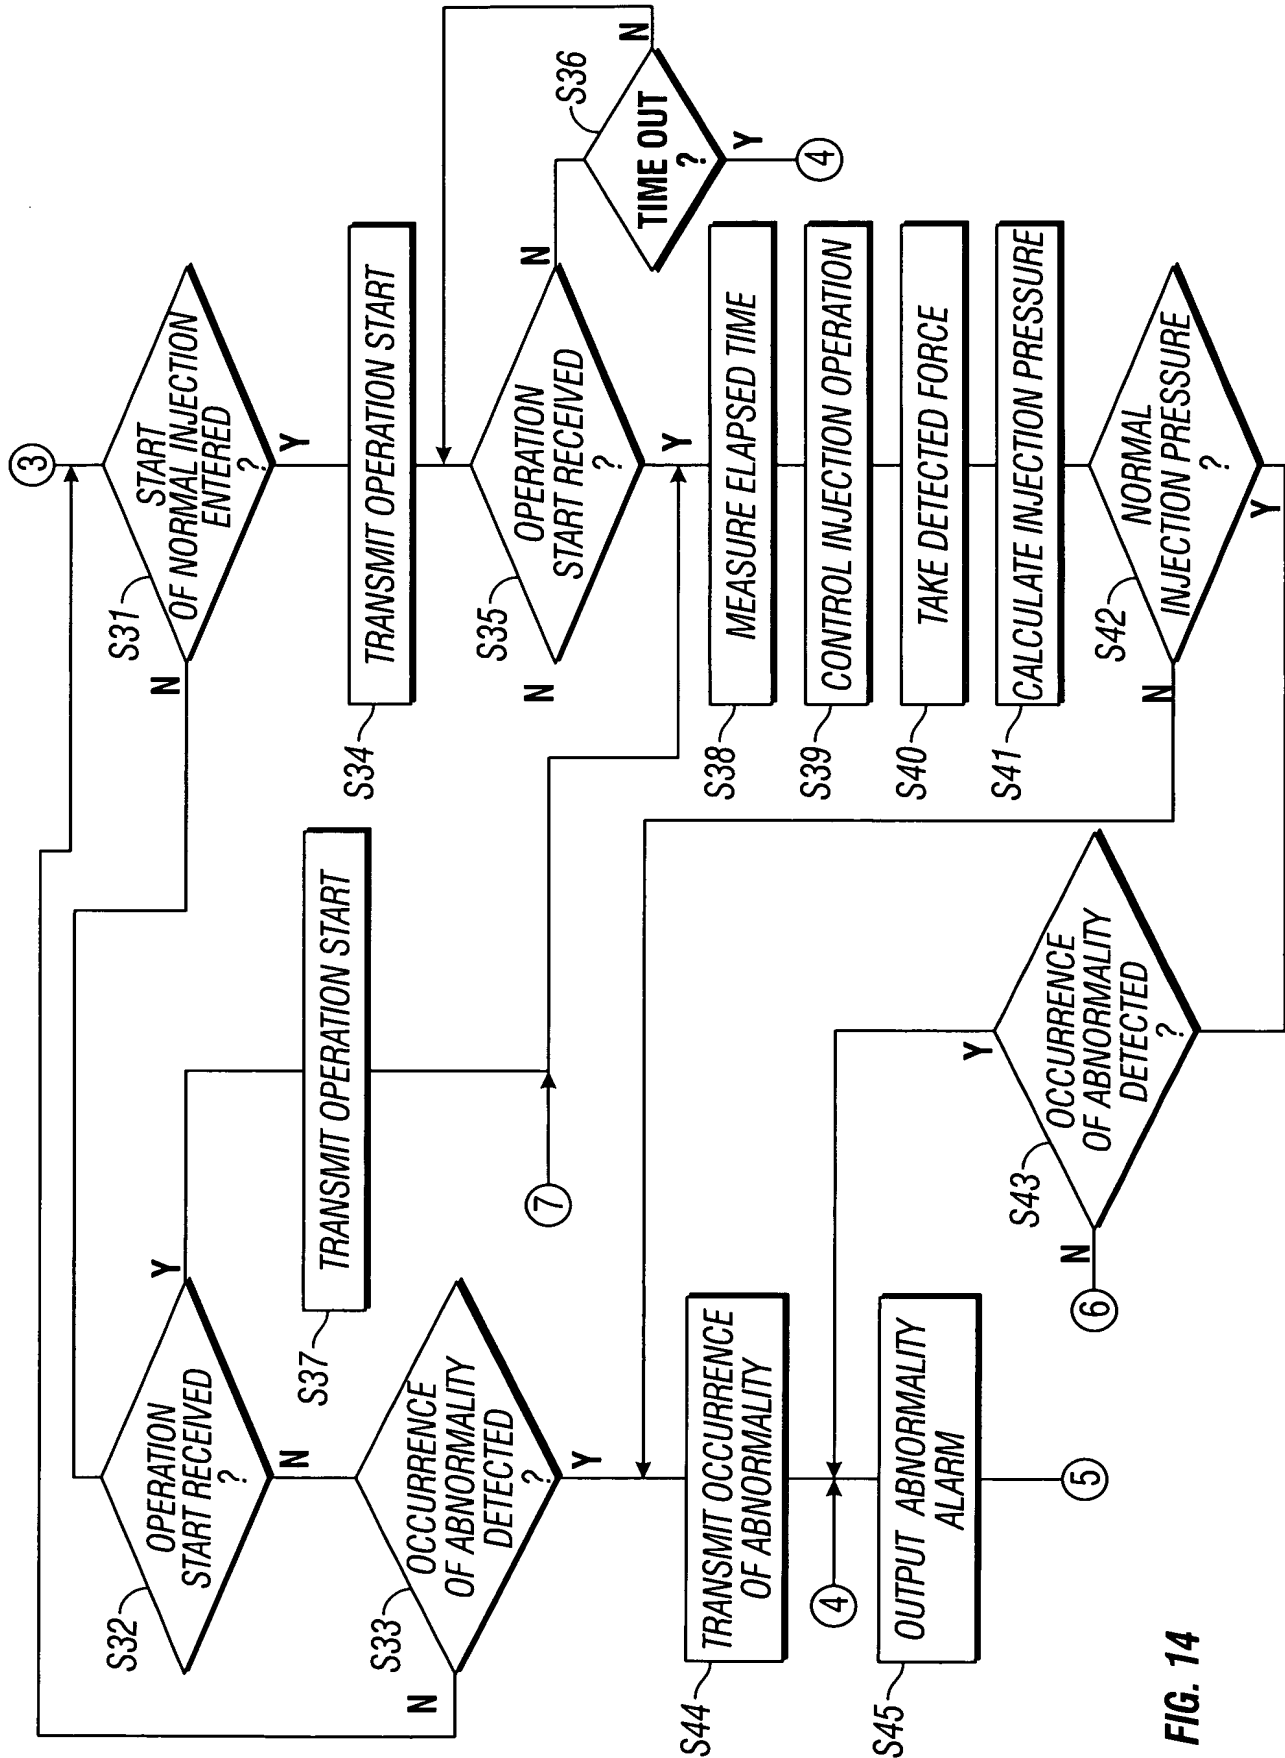 3
S31
START
OF NORMAL INJECTION
ENTERED
?
N
Y
S34
TRANSMIT OPERATION START
S35
OPERATION
START RECEIVED
?
N
N
Y
S36
TIME OUT
?
N
Y
4
S38
MEASURE ELAPSED TIME
S39
CONTROL INJECTION OPERATION
S40
TAKE DETECTED FORCE
S41
CALCULATE INJECTION PRESSURE
S42
NORMAL
INJECTION PRESSURE
?
N
Y
S32
OPERATION
START RECEIVED
?
Y
N
S37
TRANSMIT OPERATION START
7
S33
OCCURRENCE
OF ABNORMALITY
DETECTED
?
N
Y
S43
OCCURRENCE
OF ABNORMALITY
DETECTED
?
Y
N
6
S44
TRANSMIT OCCURRENCE
OF ABNORMALITY
4
S45
OUTPUT ABNORMALITY
ALARM
5
FIG. 14